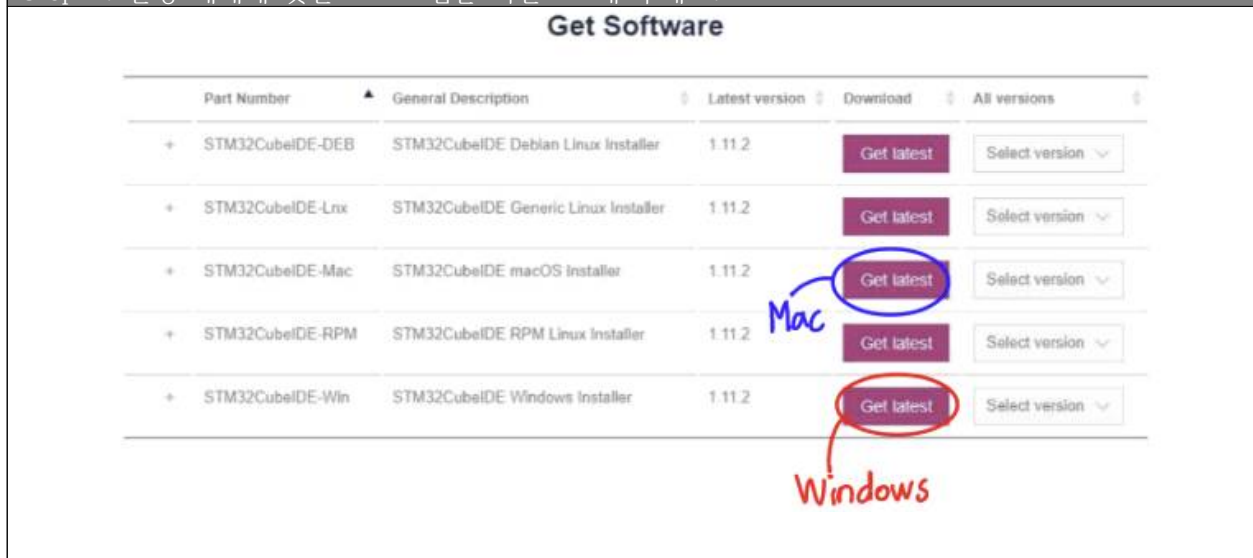 Get Software
Part Number General Description Latest version Download All versions
+ STM32CubeIDE-DEB STM32CubeIDE Debian Linux Installer 1.11.2 Get latest Select version
+ STM32CubeIDE-Lnx STM32CubeIDE Generic Linux Installer 1.11.2 Get latest Select version
+ STM32CubeIDE-Mac STM32CubeIDE macOS Installer 1.11.2 Get latest Select version
Mac
+ STM32CubeIDE-RPM STM32CubeIDE RPM Linux Installer 1.11.2 Get latest Select version
+ STM32CubeIDE-Win STM32CubeIDE Windows Installer 1.11.2 Get latest Select version
Windows